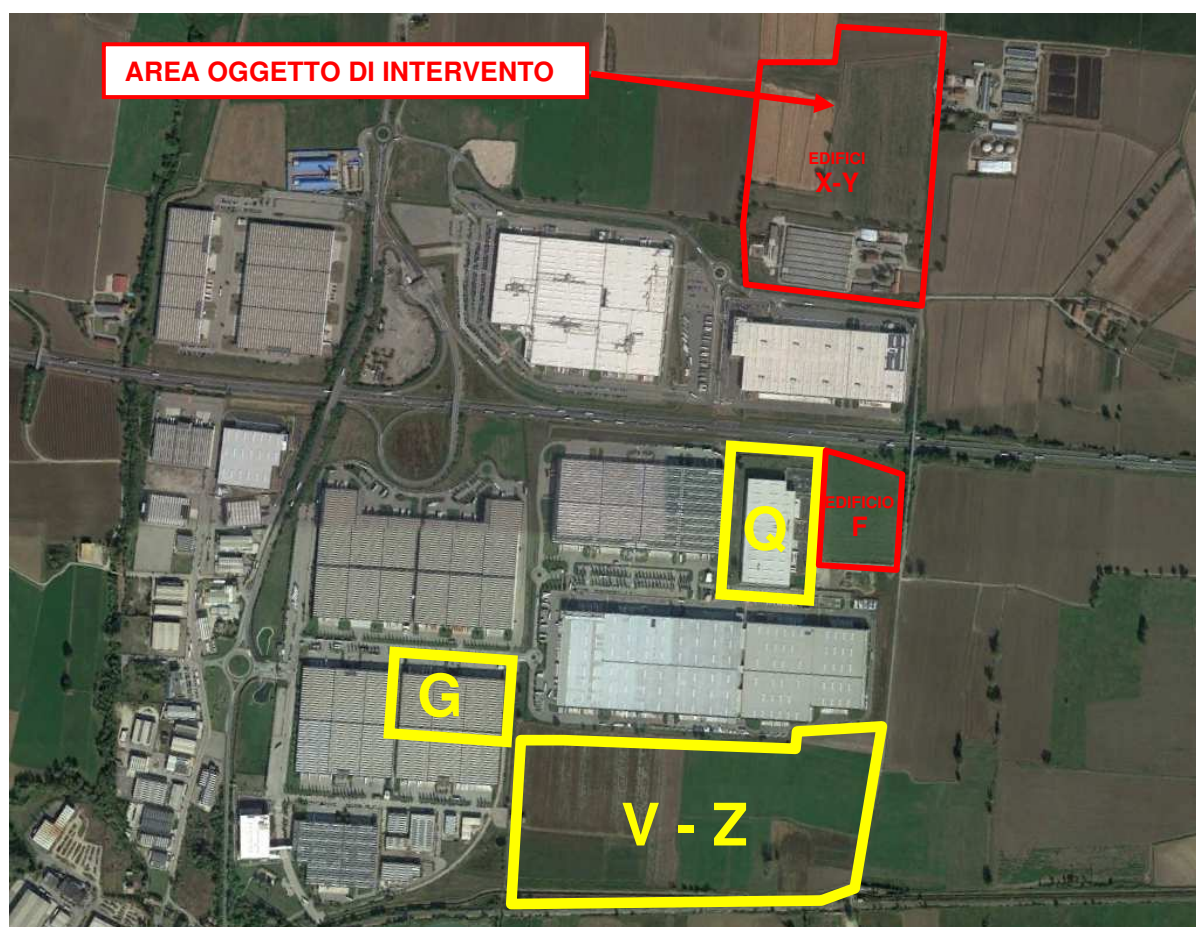 AREA OGGETTO DI INTERVENTO
EDIFICI
X-Y
EDIFICIO
F
Q
G
V - Z